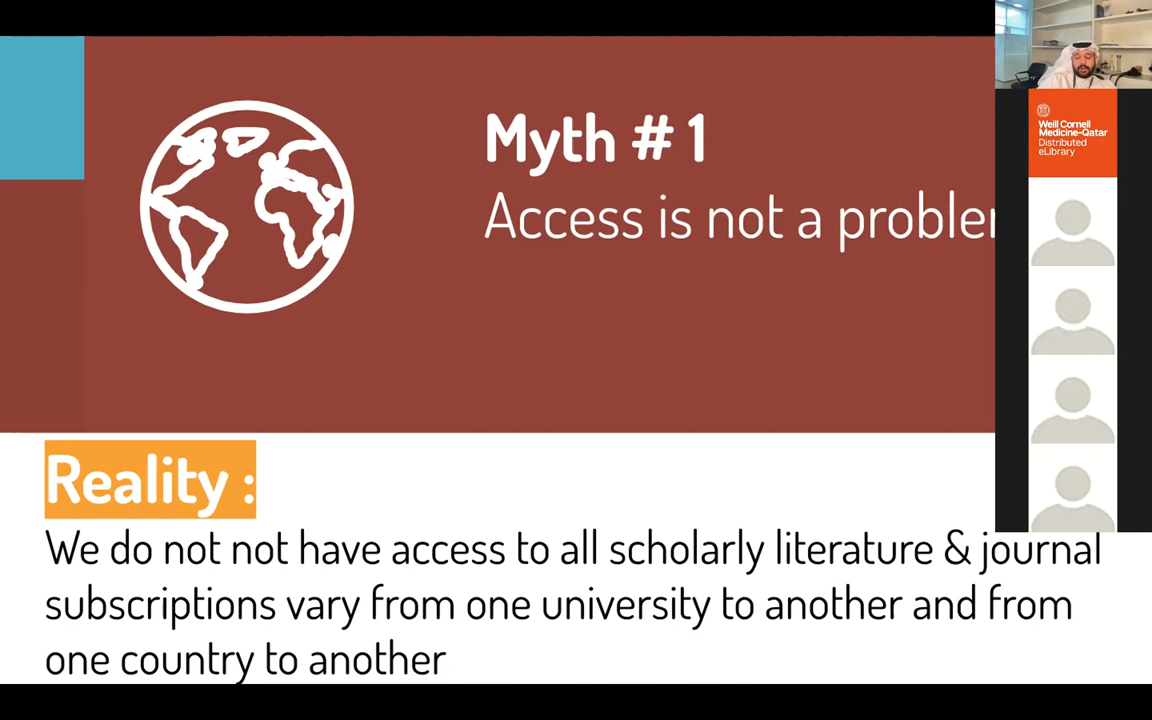 Myth # 1
Access is not a
Reality :
We do not not have access to all scholarly literature & journal
subscriptions vary from one university to another and from
one country to another
Weill Cornell
Medicine-Qatar
Distributed
eLibrary